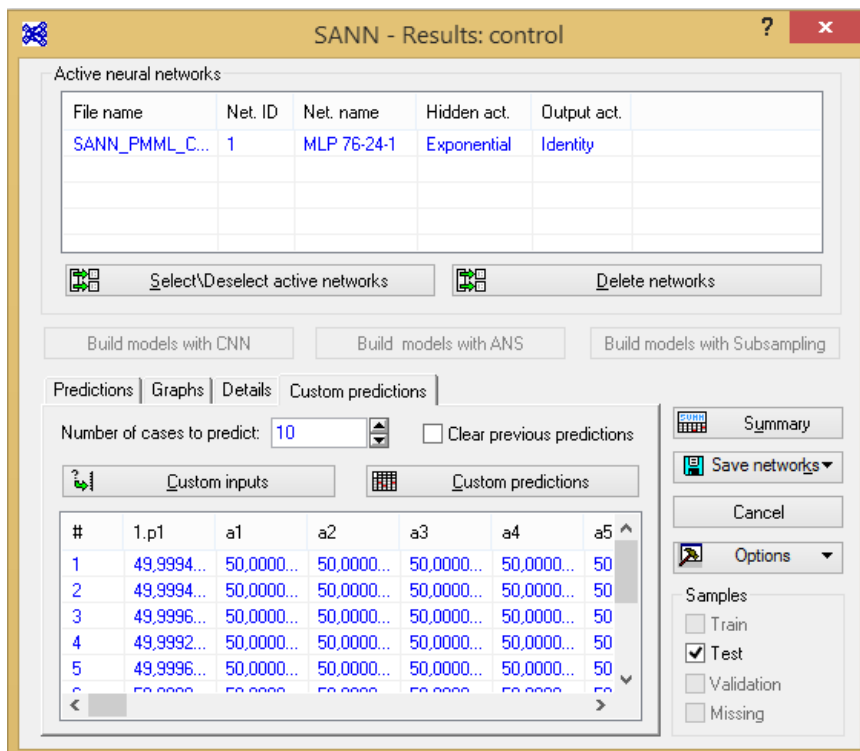 SANN - Results: control ? x
Active neural networks
File name Net. ID Net. name Hidden act. Output act.
SANN_PMML_C... 1 MLP 76-24-1 Exponential Identity
Select\Deselect active networks Delete networks
Build models with CNN Build models with ANS Build models with Subsampling
Predictions Graphs Details Custom predictions
Number of cases to predict: 10 Clear previous predictions
Custom inputs Custom predictions
# 1.p1 a1 a2 a3 a4 a5
1 49,9994... 50,0000... 50,0000... 50,0000... 50,0000... 50
2 49,9994... 50,0000... 50,0000... 50,0000... 50,0000... 50
3 49,9996... 50,0000... 50,0000... 50,0000... 50,0000... 50
4 49,9992... 50,0000... 50,0000... 50,0000... 50,0000... 50
5 49,9996... 50,0000... 50,0000... 50,0000... 50,0000... 50
Summary
Save networks
Cancel
Options
Samples
Train
Test
Validation
Missing